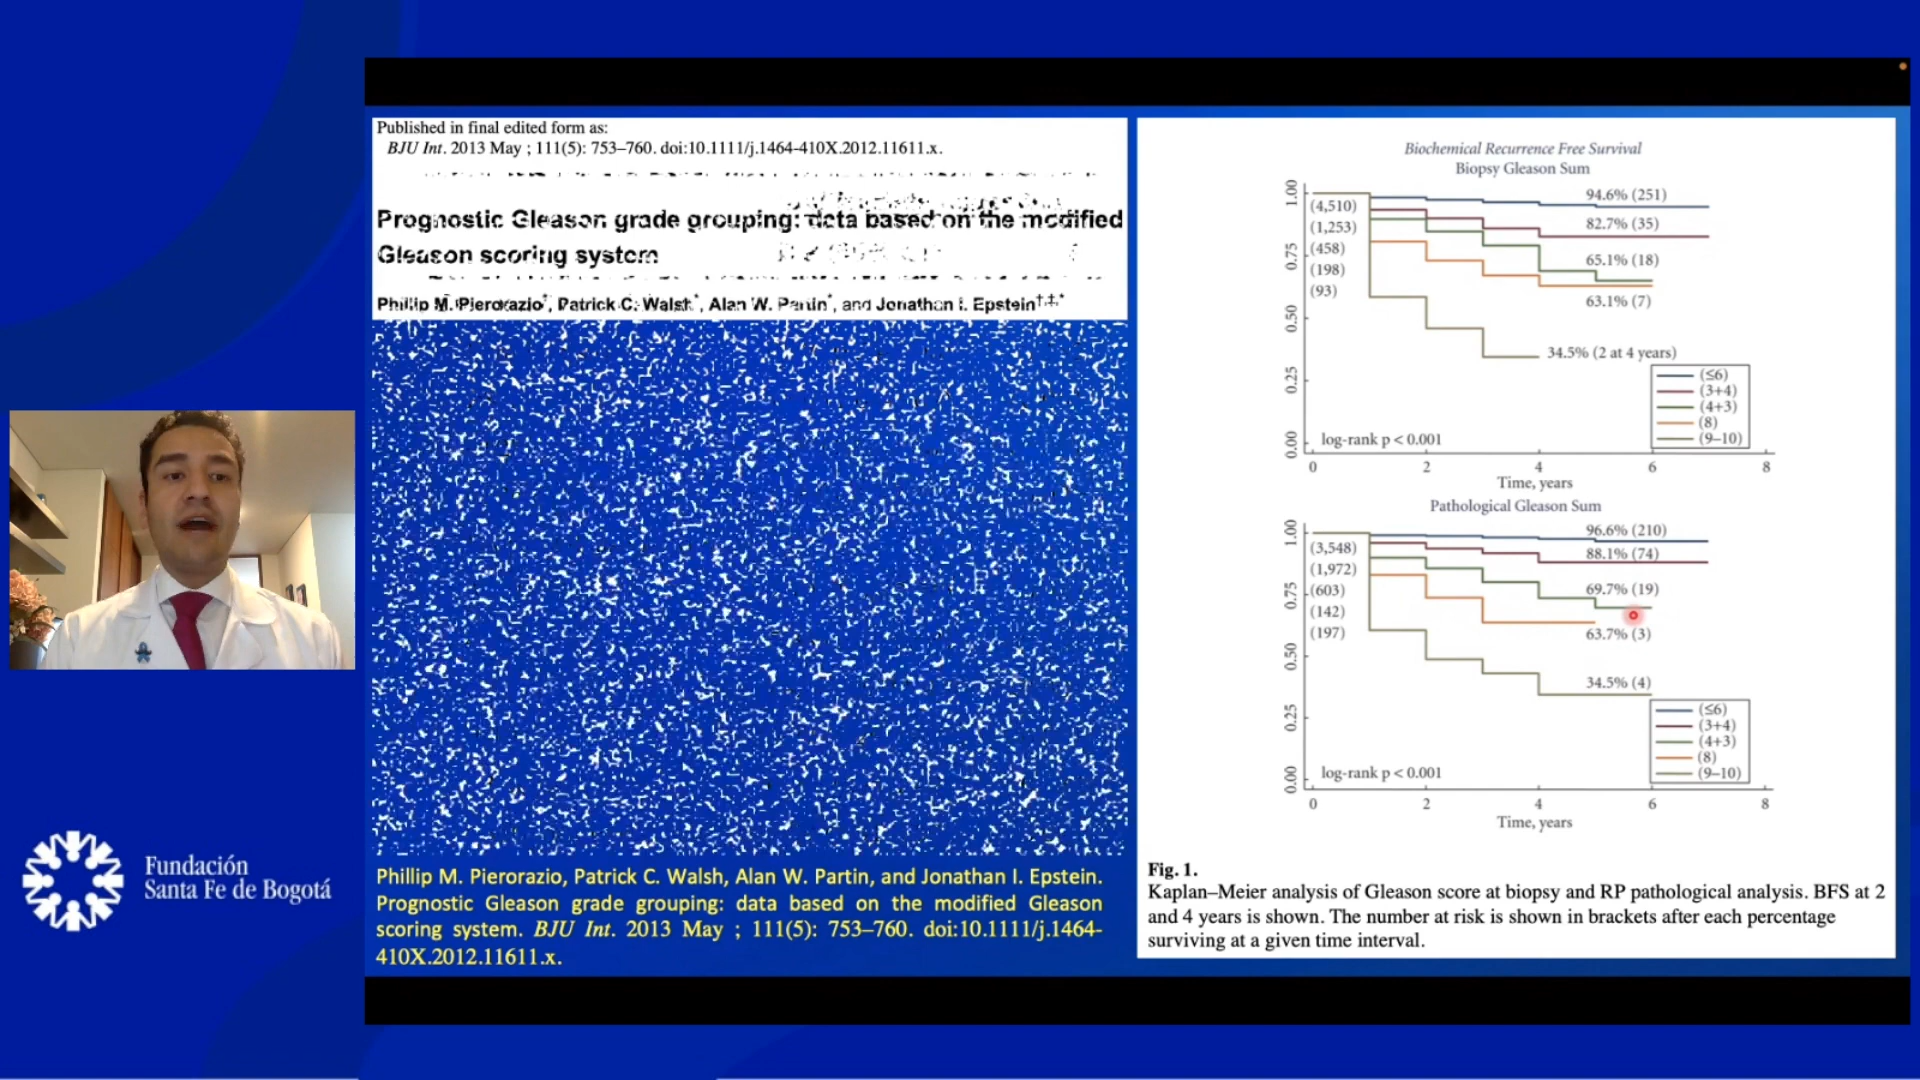 Published in final edited form as:
BJU Int. 2013 May ; 111(5): 753–760. doi:10.1111/j.1464-410X.2012.11611.x.
Prognostic Gleason grade grouping: data based on the modified
Gleason scoring system
Phillip M. Pierorazio*, Patrick C. Walsh*, Alan W. Partin*, and Jonathan I. Epstein†,‡,*
Phillip M. Pierorazio, Patrick C. Walsh, Alan W. Partin, and Jonathan I. Epstein.
Prognostic Gleason grade grouping: data based on the modified Gleason
scoring system. BJU Int. 2013 May ; 111(5): 753–760. doi:10.1111/j.1464-
410X.2012.11611.x.
Biochemical Recurrence Free Survival
Biopsy Gleason Sum
1.00
0.75
0.50
0.25
0.00
(4,510)
(1,253)
(458)
(198)
(93)
94.6% (251)
82.7% (35)
65.1% (18)
63.1% (7)
34.5% (2 at 4 years)
(≤6)
(3+4)
(4+3)
(8)
(9–10)
log-rank p < 0.001
0 2 4 6 8
Time, years
Pathological Gleason Sum
1.00
0.75
0.50
0.25
0.00
(3,548)
(1,972)
(603)
(142)
(197)
96.6% (210)
88.1% (74)
69.7% (19)
63.7% (3)
34.5% (4)
(≤6)
(3+4)
(4+3)
(8)
(9–10)
log-rank p < 0.001
0 2 4 6 8
Time, years
Fig. 1.
Kaplan–Meier analysis of Gleason score at biopsy and RP pathological analysis. BFS at 2
and 4 years is shown. The number at risk is shown in brackets after each percentage
surviving at a given time interval.
Fundación
Santa Fe de Bogotá